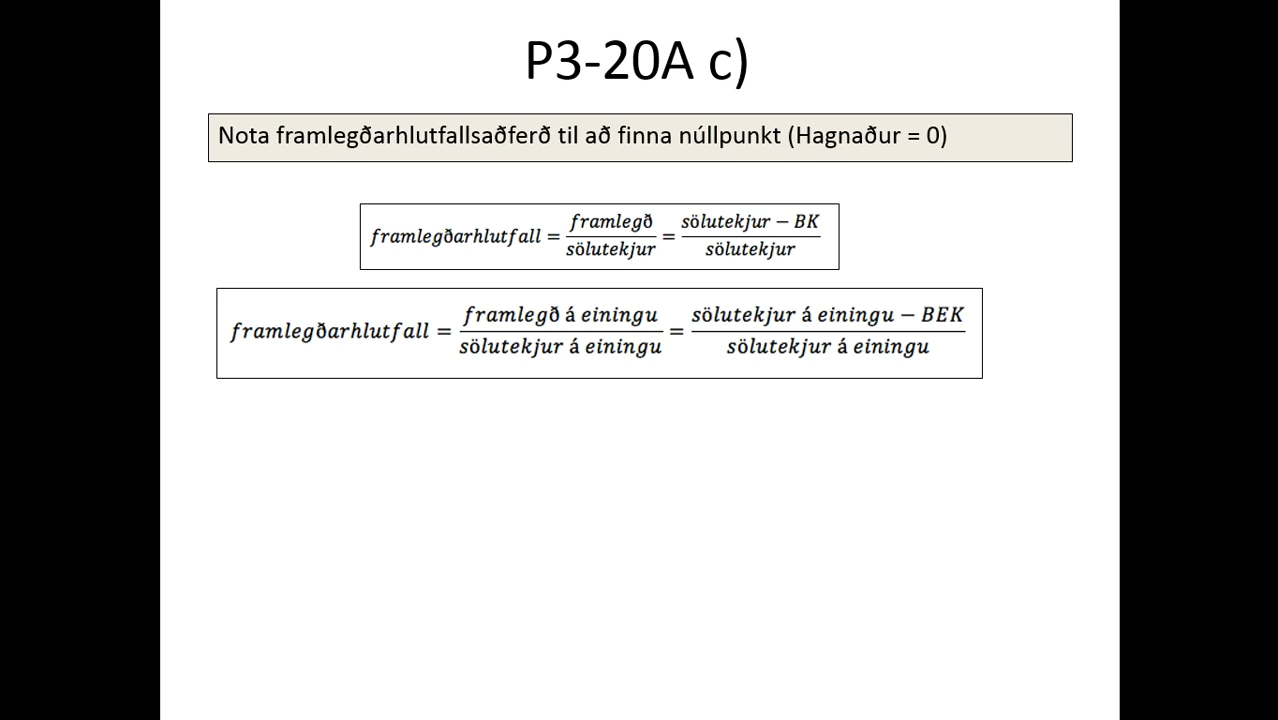 P3-20A c)
Nota framlegðarhlutfallsaðferð til að finna núllpunkt (Hagnaður = 0)
framlegðarhlutfall = framlegð / sölutekjur = sölutekjur − BK / sölutekjur
framlegðarhlutfall = framlegð á einingu / sölutekjur á einingu = sölutekjur á einingu − BEK / sölutekjur á einingu